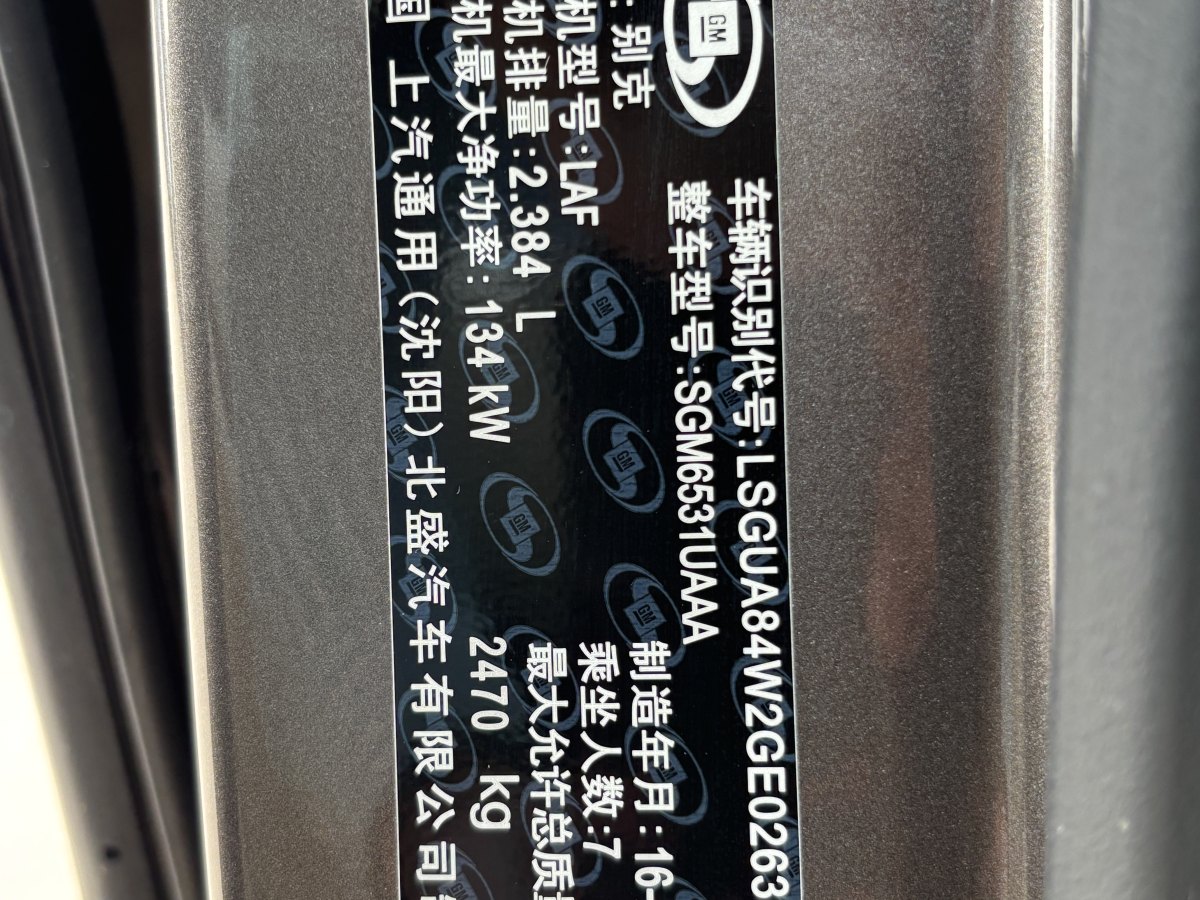 GM
车辆识别代号:LSGUA84W2GE0263
整车型号:SGM6531UAAA
:别克
制造年月:16-
机型号:LAF
乘坐人数:7
机排量:2.384 L
最大允许总质
机最大净功率:134 kW
2470 kg
国 上汽通用(沈阳)北盛汽车有限公司